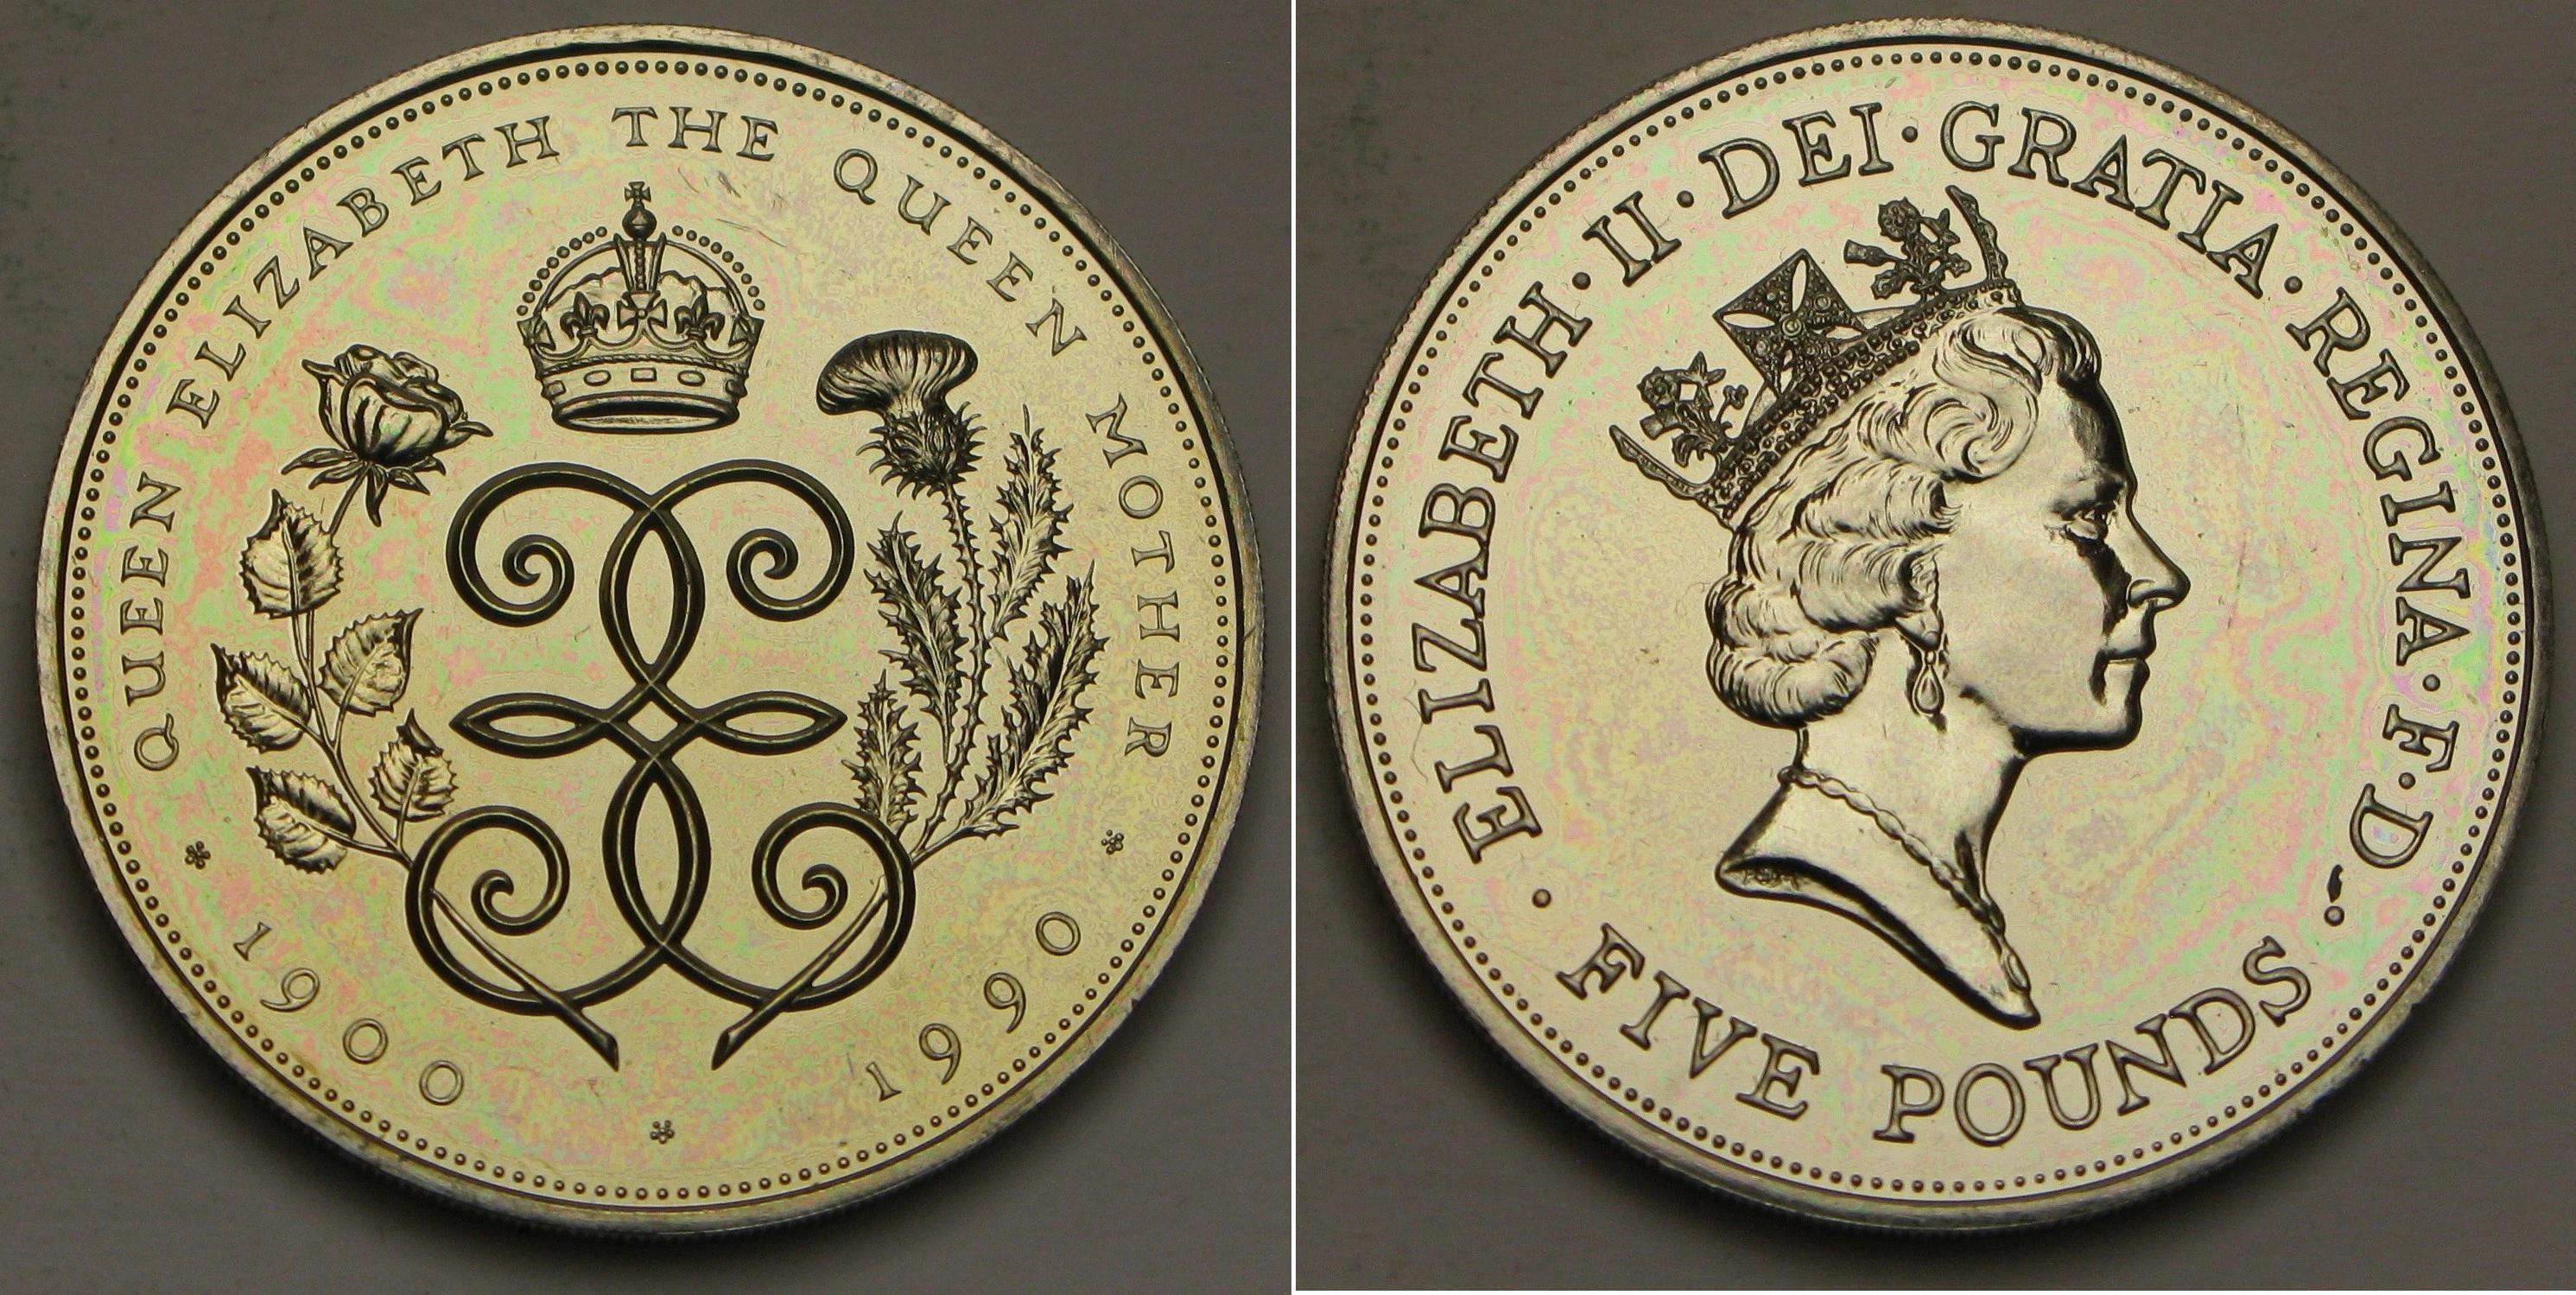 QUEEN ELIZABETH THE QUEEN MOTHER
1900 1990
ELIZABETH·II·DEI·GRATIA·REGINA·F·D·
FIVE POUNDS